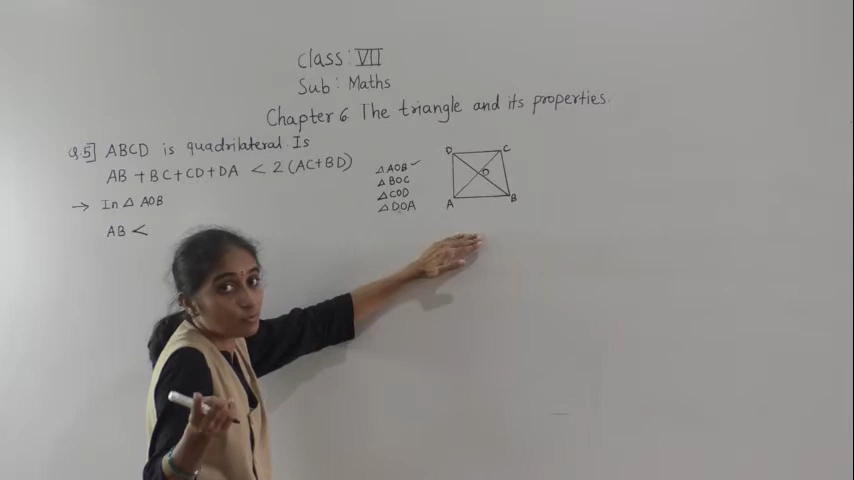 Class : VII
Sub : Maths
Chapter 6 The triangle and its properties.
Q.5] ABCD is quadrilateral. Is
AB + BC + CD + DA < 2 (AC + BD)
→ In △ AOB
AB <
△ AOB ✓
△ BOC
△ COD
△ DOA
D C
O
A B